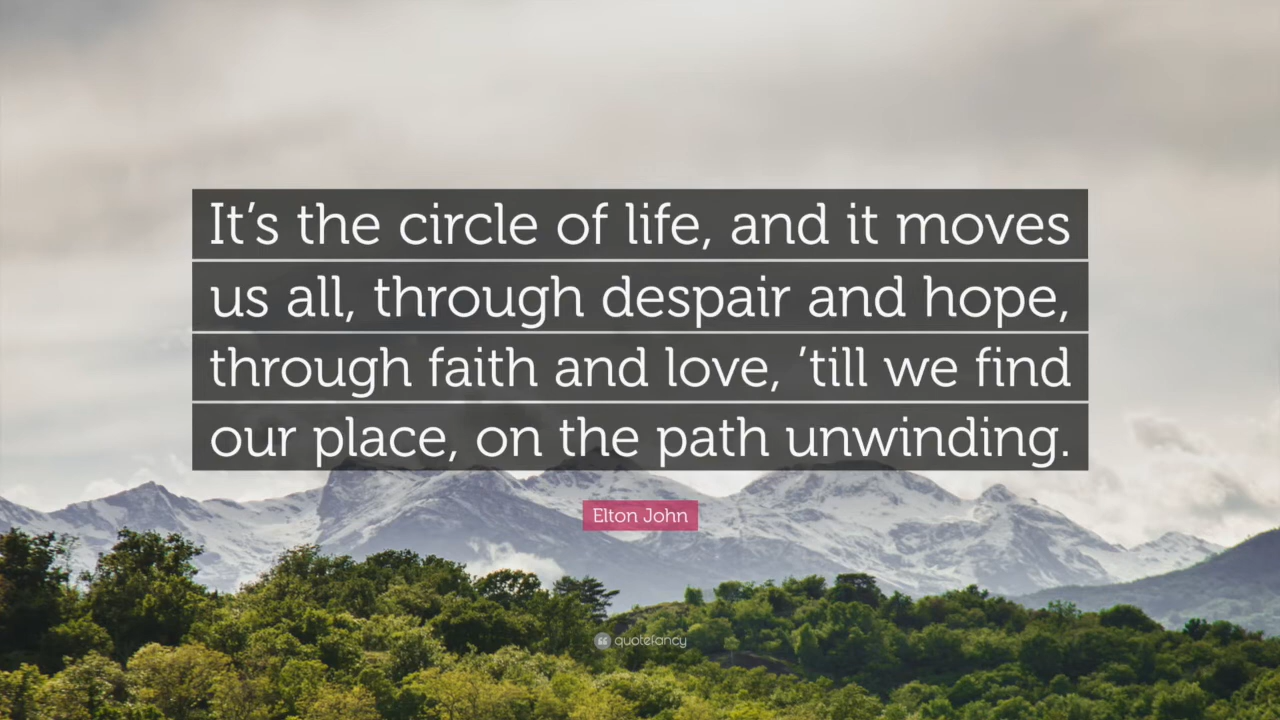 It’s the circle of life, and it moves
us all, through despair and hope,
through faith and love, ’till we find
our place, on the path unwinding.
Elton John
quotefancy